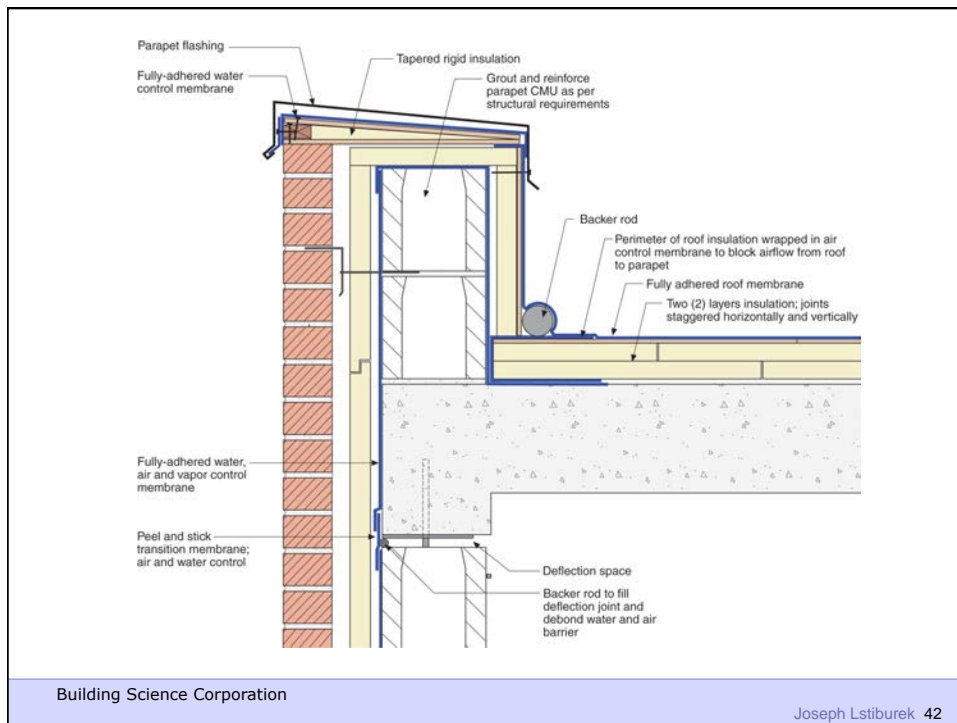 Parapet flashing
Fully-adhered water
control membrane
Tapered rigid insulation
Grout and reinforce
parapet CMU as per
structural requirements
Backer rod
Perimeter of roof insulation wrapped in air
control membrane to block airflow from roof
to parapet
Fully adhered roof membrane
Two (2) layers insulation; joints
staggered horizontally and vertically
Fully-adhered water,
air and vapor control
membrane
Peel and stick
transition membrane;
air and water control
Deflection space
Backer rod to fill
deflection joint and
debond water and air
barrier
Building Science Corporation
Joseph Lstiburek 42